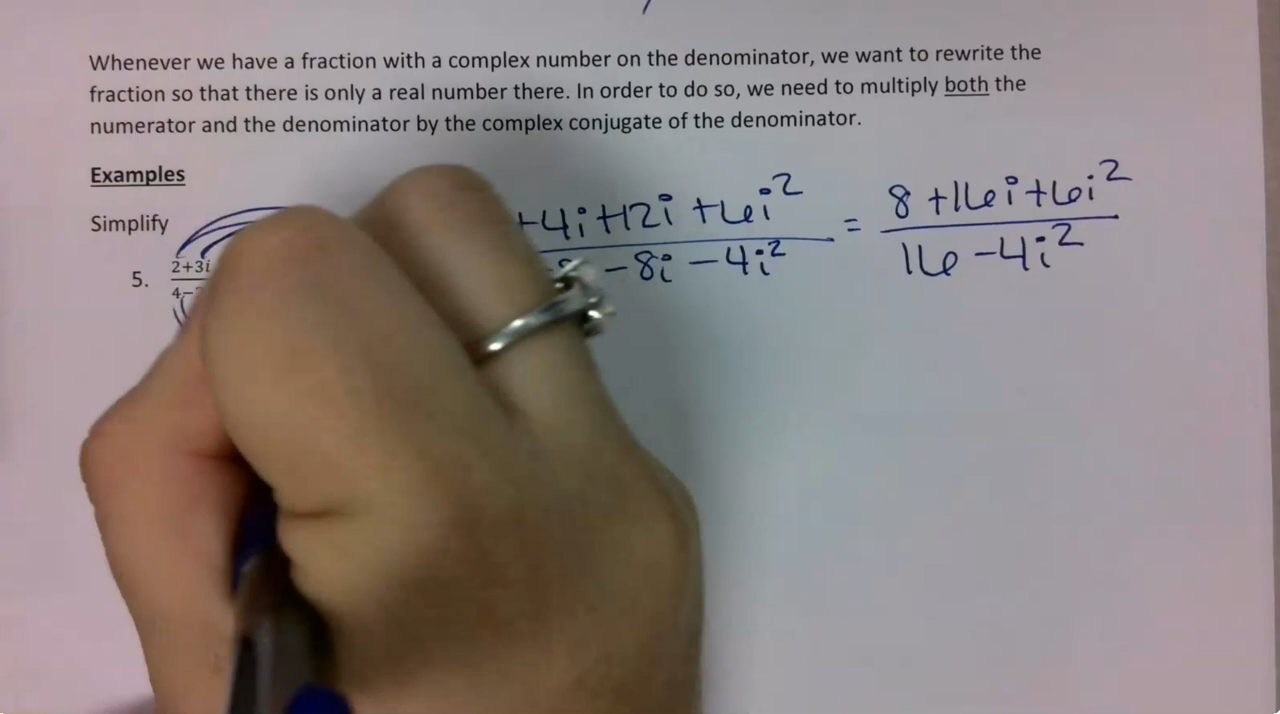 Whenever we have a fraction with a complex number on the denominator, we want to rewrite the
fraction so that there is only a real number there. In order to do so, we need to multiply both the
numerator and the denominator by the complex conjugate of the denominator.
Examples
Simplify
+4i+12i+6i² = 8+16i+6i²
-8i-4i² 16-4i²
5. 2+3i
4-